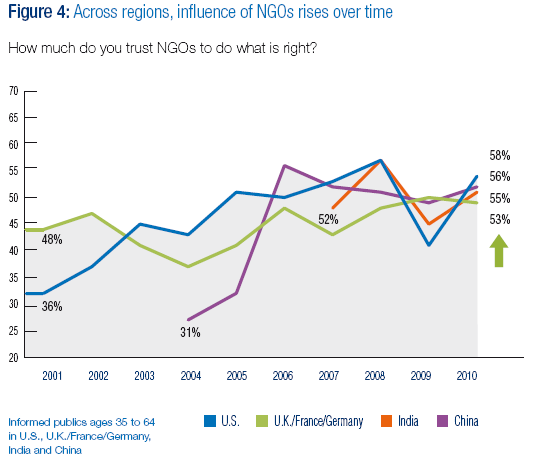 Figure 4: Across regions, influence of NGOs rises over time
How much do you trust NGOs to do what is right?
70
65
60
55
50
45
40
35
30
25
20
48%
36%
31%
52%
58%
56%
55%
53%
2001 2002 2003 2004 2005 2006 2007 2008 2009 2010
Informed publics ages 35 to 64
in U.S., U.K./France/Germany,
India and China
U.S. U.K./France/Germany India China